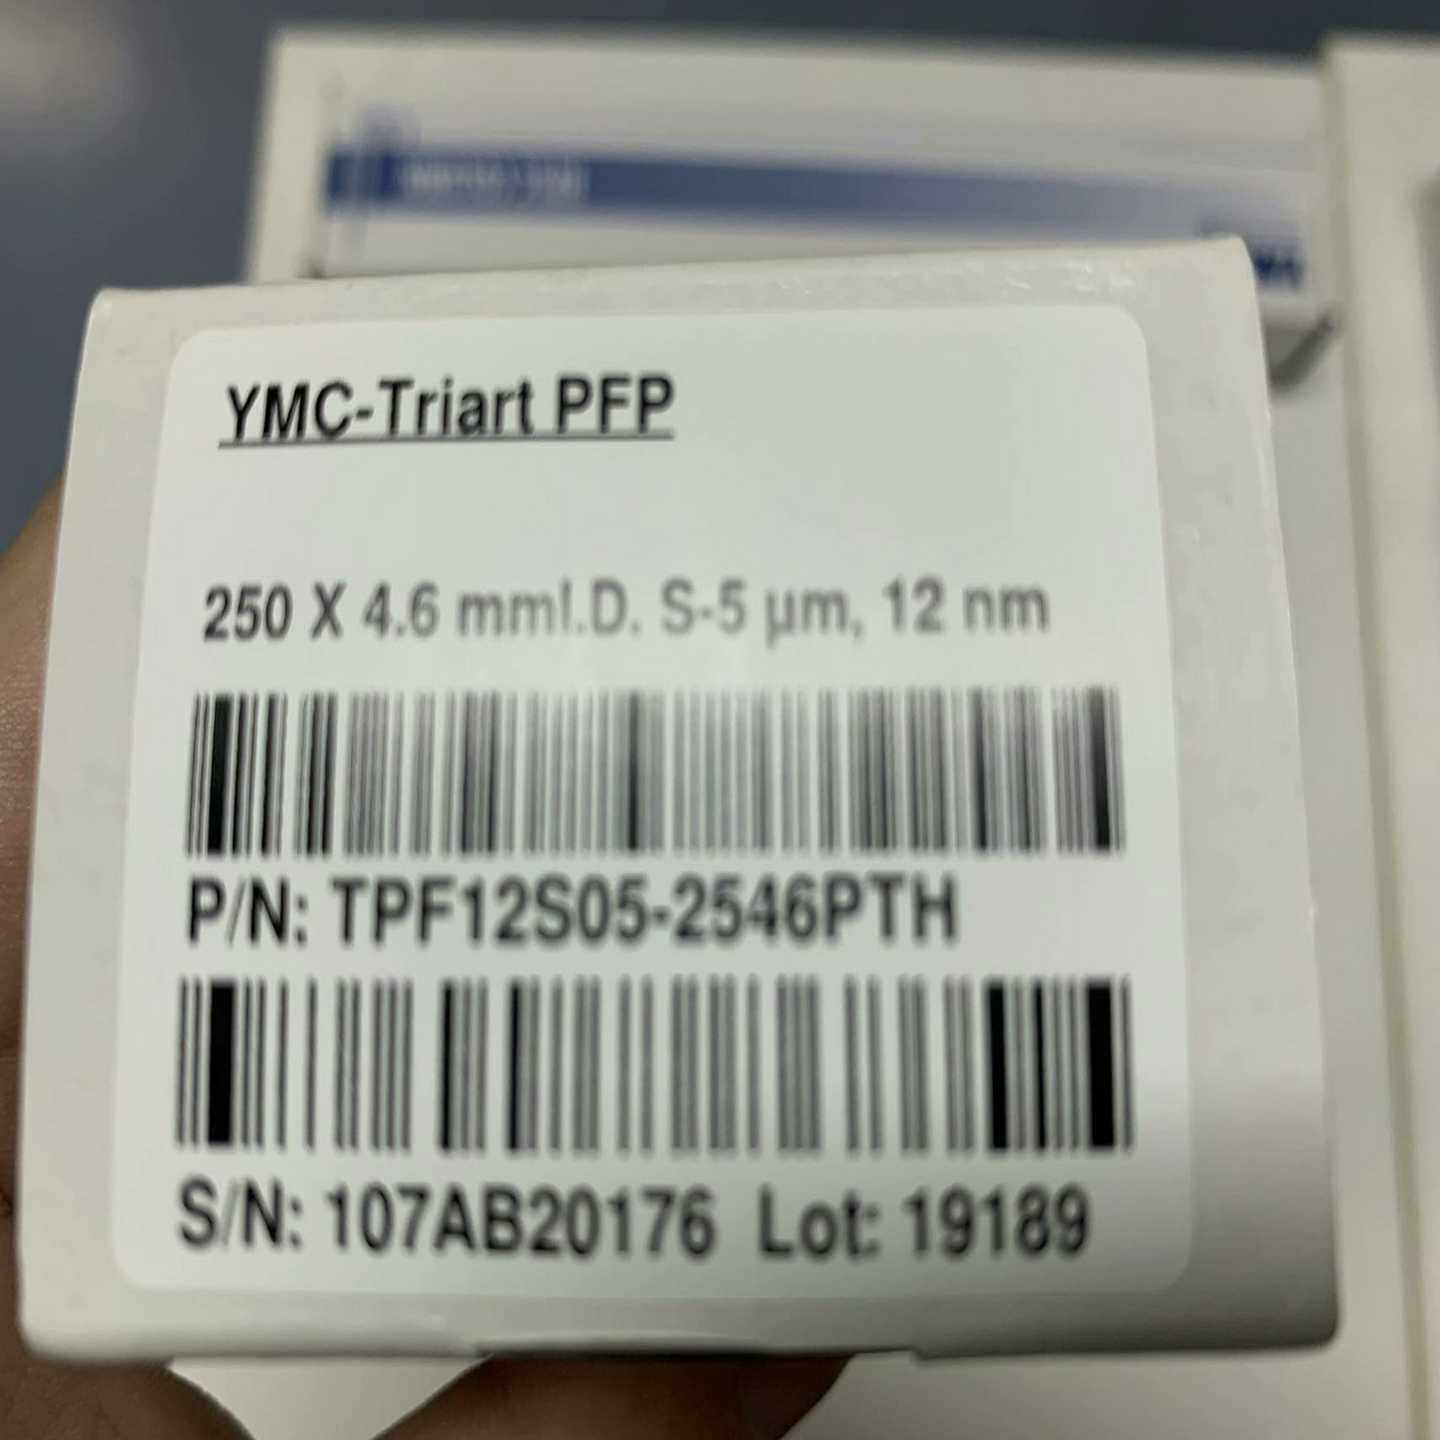 YMC-Triart PFP
250 X 4.6 mmI.D. S-5 µm, 12 nm
P/N: TPF12S05-2546PTH
S/N: 107AB20176 Lot: 19189